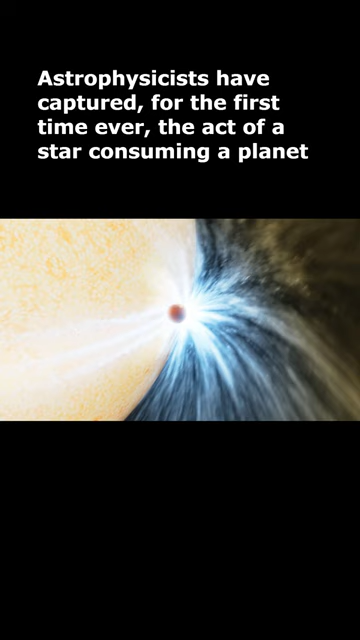 Astrophysicists have
captured, for the first
time ever, the act of a
star consuming a planet